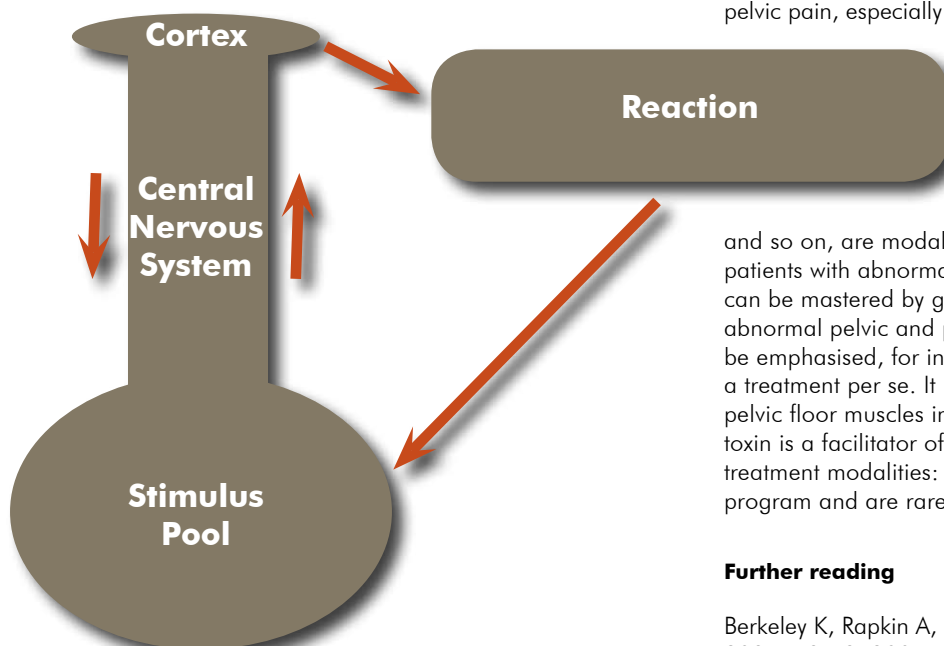 Cortex
Reaction
Central
Nervous
System
Stimulus
Pool
pelvic pain, especially
and so on, are modal
patients with abnorma
can be mastered by g
abnormal pelvic and p
be emphasised, for in
a treatment per se. It
pelvic floor muscles in
toxin is a facilitator of
treatment modalities:
program and are rare
Further reading
Berkeley K, Rapkin A,